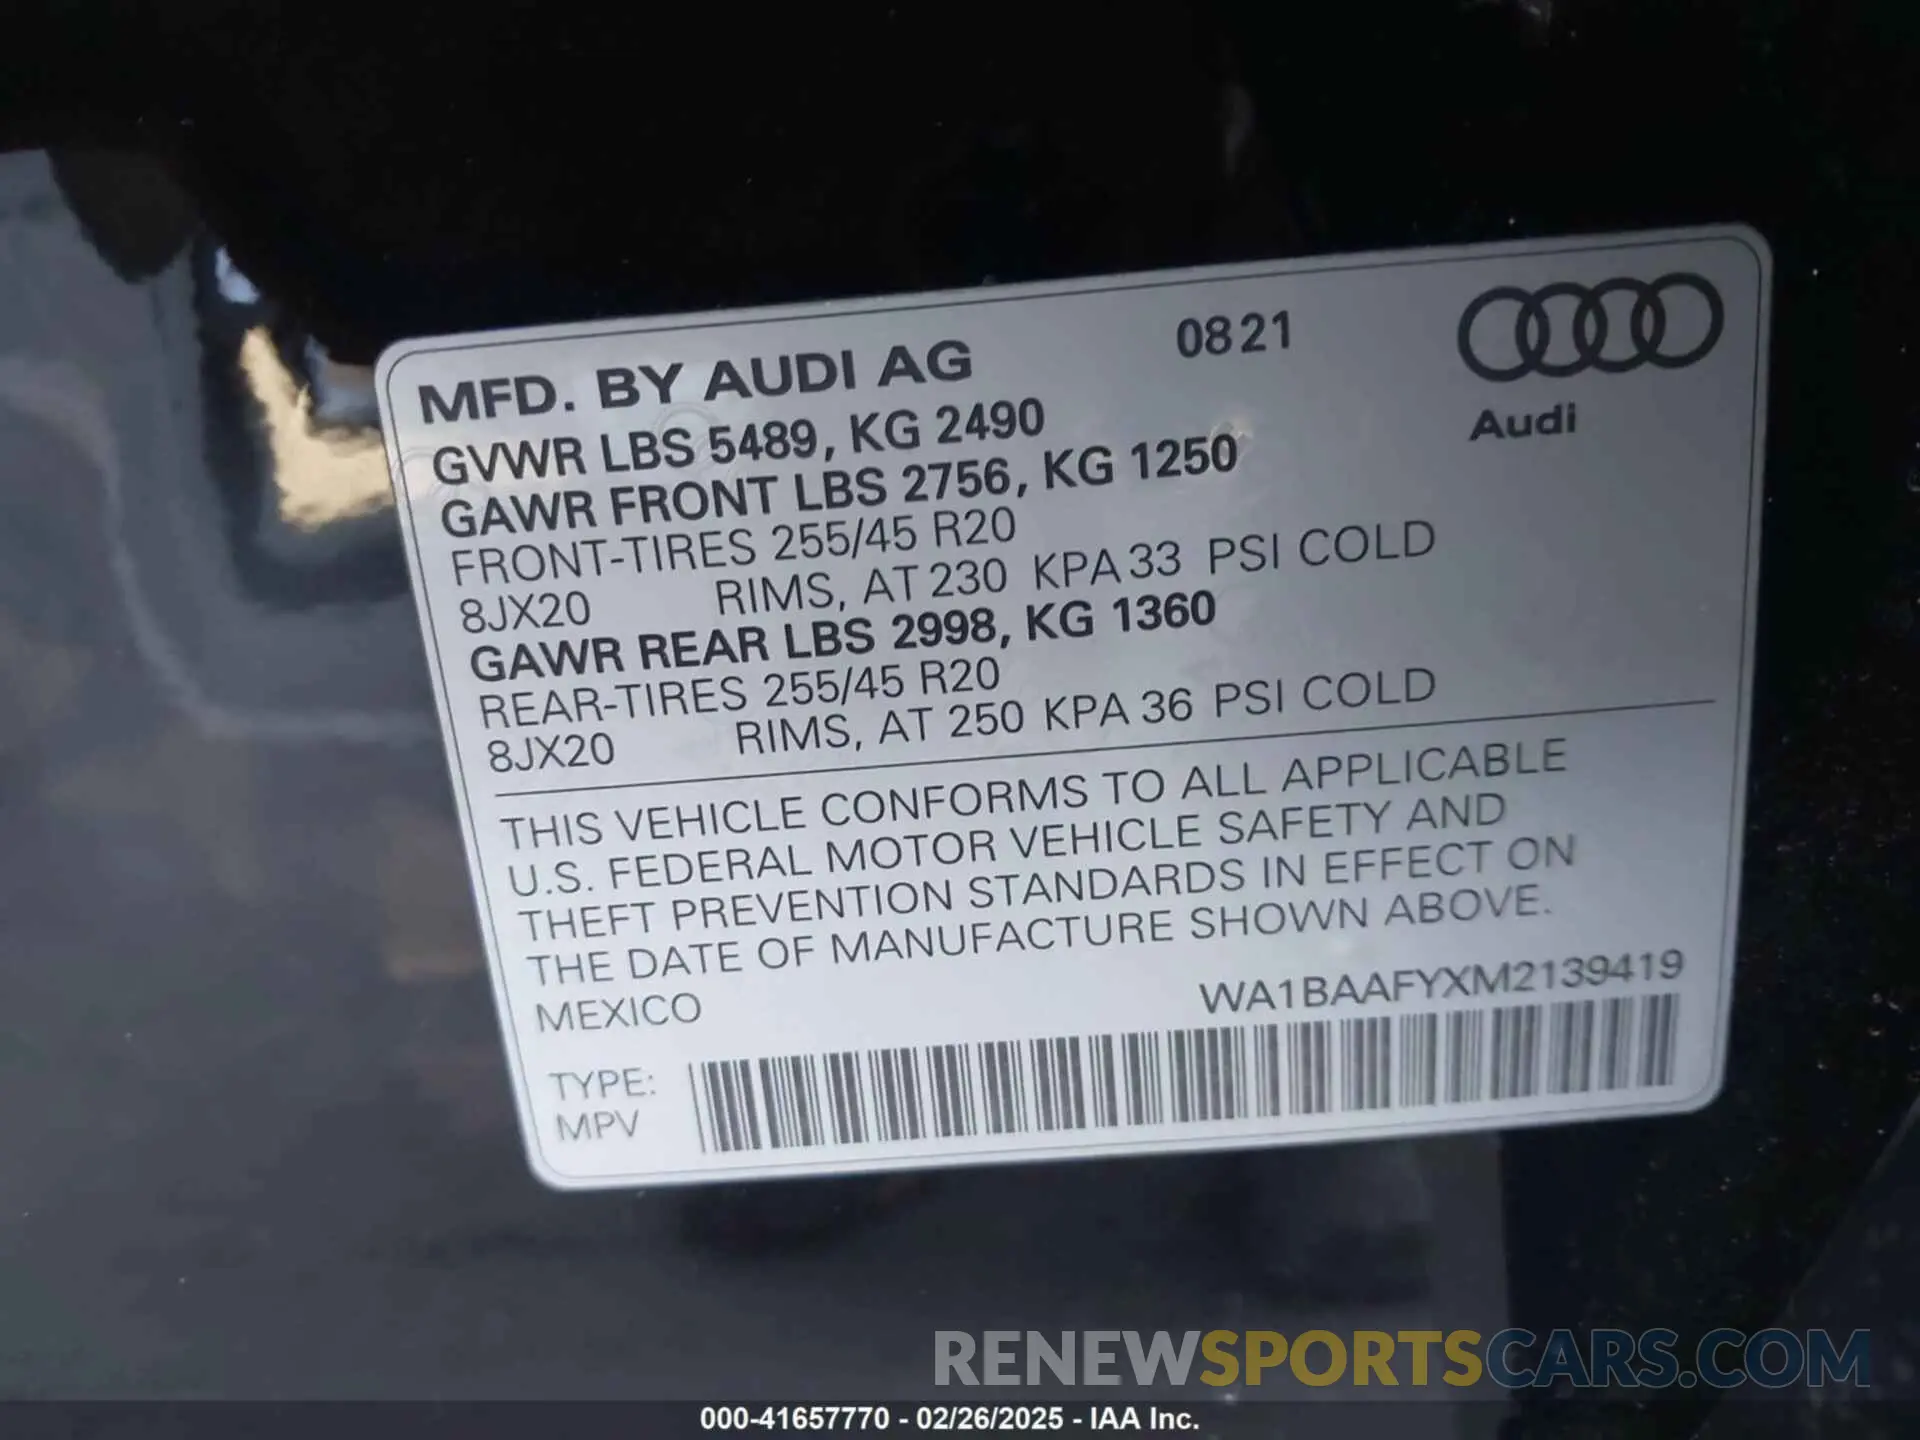 MFD. BY AUDI AG 0821
Audi
GVWR LBS 5489, KG 2490
GAWR FRONT LBS 2756, KG 1250
FRONT-TIRES 255/45 R20
8JX20 RIMS, AT 230 KPA 33 PSI COLD
GAWR REAR LBS 2998, KG 1360
REAR-TIRES 255/45 R20
8JX20 RIMS, AT 250 KPA 36 PSI COLD
THIS VEHICLE CONFORMS TO ALL APPLICABLE
U.S. FEDERAL MOTOR VEHICLE SAFETY AND
THEFT PREVENTION STANDARDS IN EFFECT ON
THE DATE OF MANUFACTURE SHOWN ABOVE.
MEXICO WA1BAAFYXM2139419
TYPE:
MPV
RENEWSPORTSCARS.COM
000-41657770 - 02/26/2025 - IAA Inc.